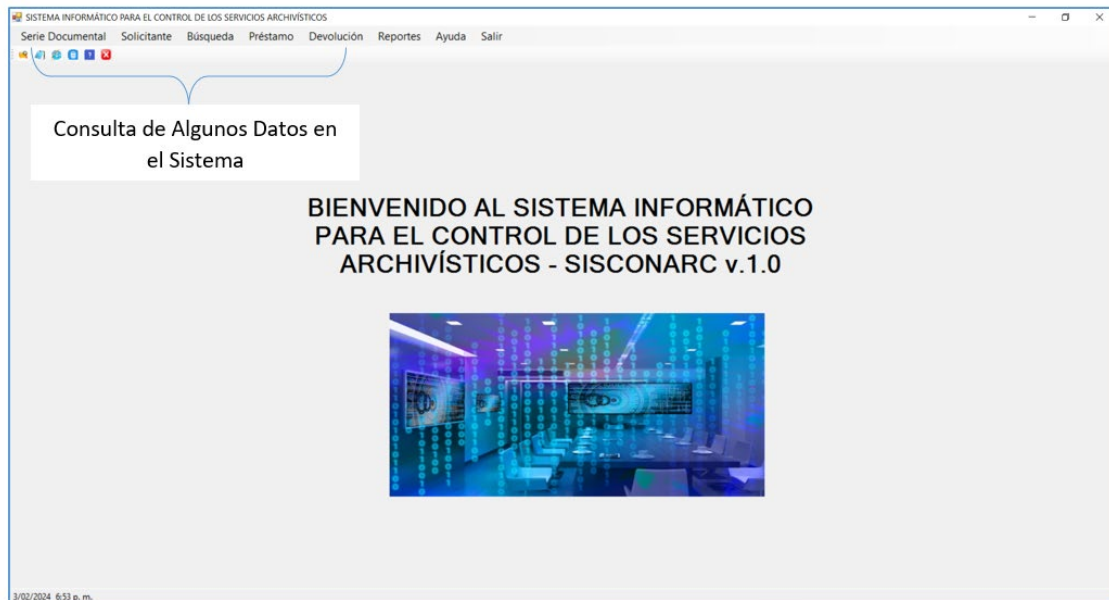 SISTEMA INFORMÁTICO PARA EL CONTROL DE LOS SERVICIOS ARCHIVÍSTICOS
Serie Documental Solicitante Búsqueda Préstamo Devolución Reportes Ayuda Salir
Consulta de Algunos Datos en
el Sistema
BIENVENIDO AL SISTEMA INFORMÁTICO
PARA EL CONTROL DE LOS SERVICIOS
ARCHIVÍSTICOS - SISCONARC v.1.0
3/02/2024 6:53 p. m.